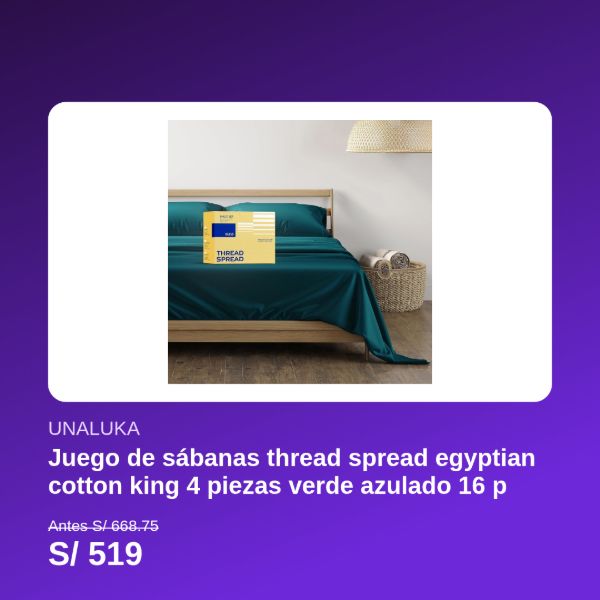 THREAD
SPREAD
UNALUKA
Juego de sábanas thread spread egyptian
cotton king 4 piezas verde azulado 16 p
Antes S/ 668.75
S/ 519